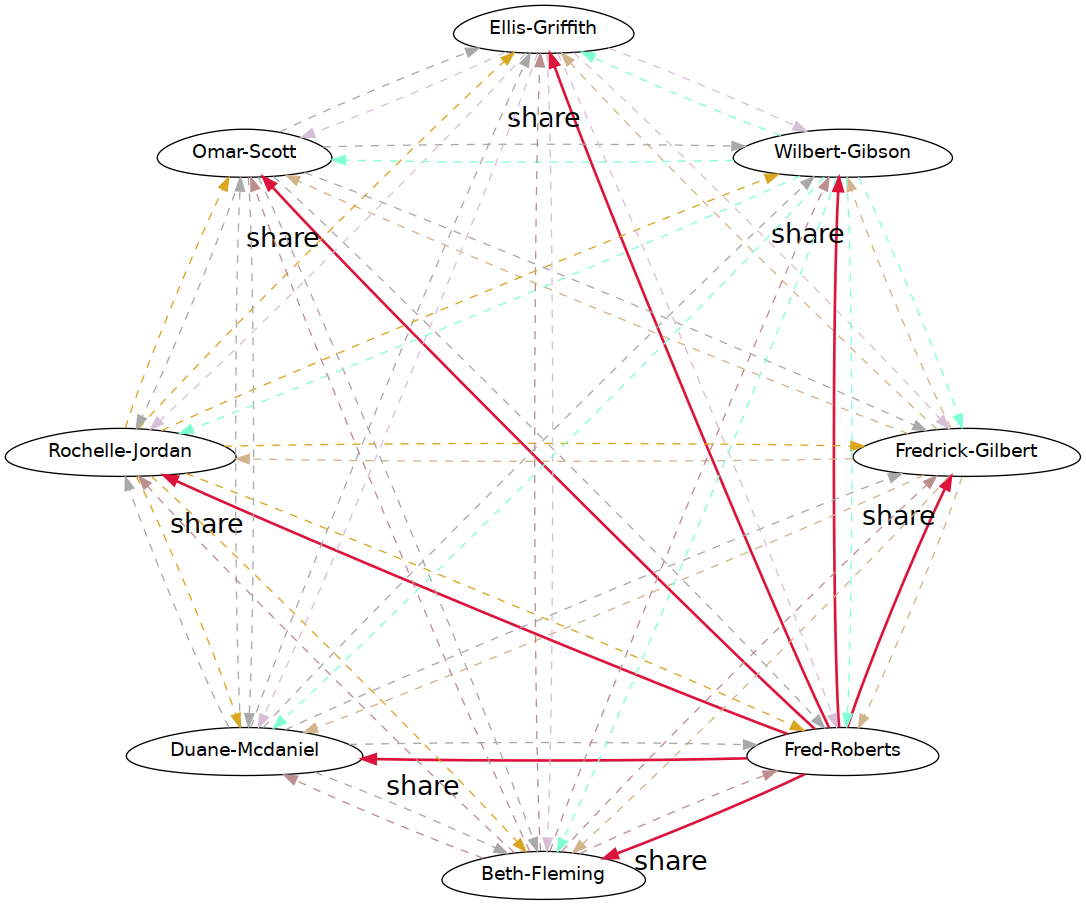 Ellis-Griffith
share
Omar-Scott
Wilbert-Gibson
share
share
Rochelle-Jordan
Fredrick-Gilbert
share
share
Duane-Mcdaniel
Fred-Roberts
share
Beth-Fleming
share